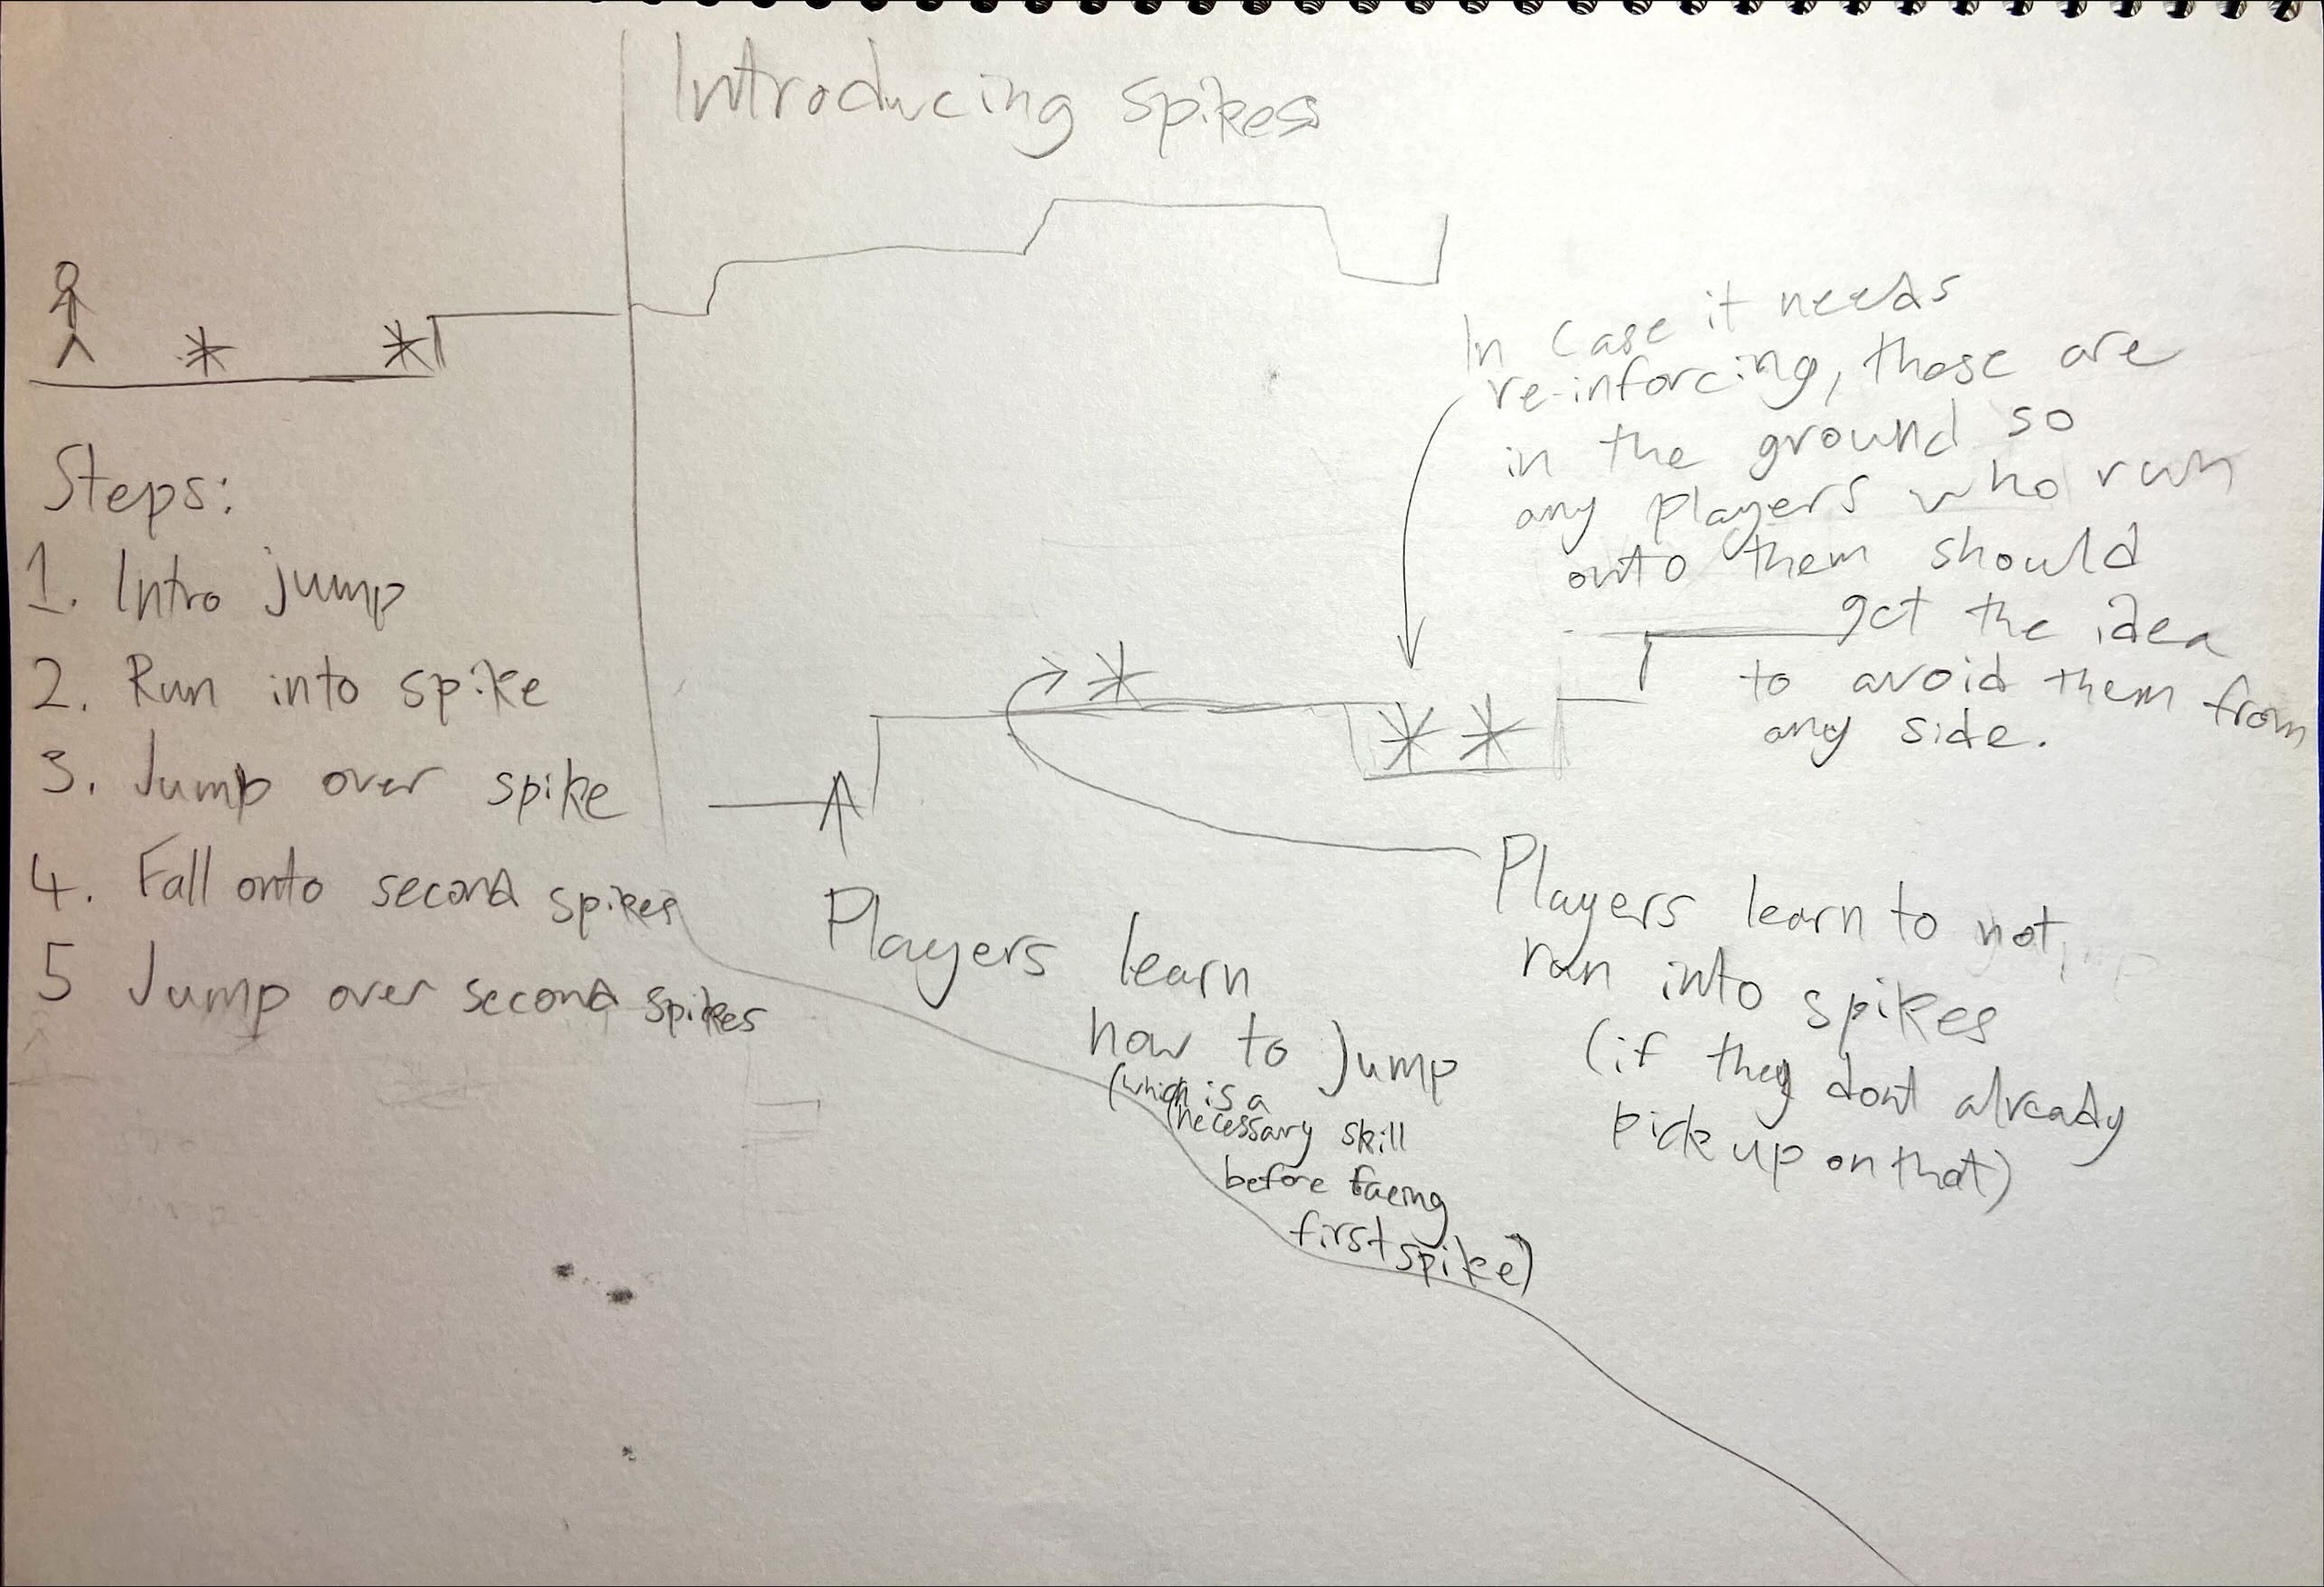 Introducing spikes
Steps:
1. Intro jump
2. Run into spike
3. Jump over spike
4. Fall onto second spikes
5 Jump over second spikes
In case it needs
re-inforcing, these are
in the ground so
any players who run
onto them should
get the idea
to avoid them from
any side.
Players learn
how to jump
(which is a
necessary skill
before facing
first spike)
Players learn to not
run into spikes
(if they dont already
pick up on that)